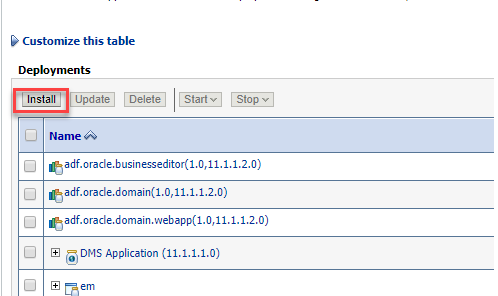 Customize this table
Deployments
Install Update Delete Start Stop
Name
adf.oracle.businesseditor(1.0,11.1.1.2.0)
adf.oracle.domain(1.0,11.1.1.2.0)
adf.oracle.domain.webapp(1.0,11.1.1.2.0)
DMS Application (11.1.1.1.0)
em